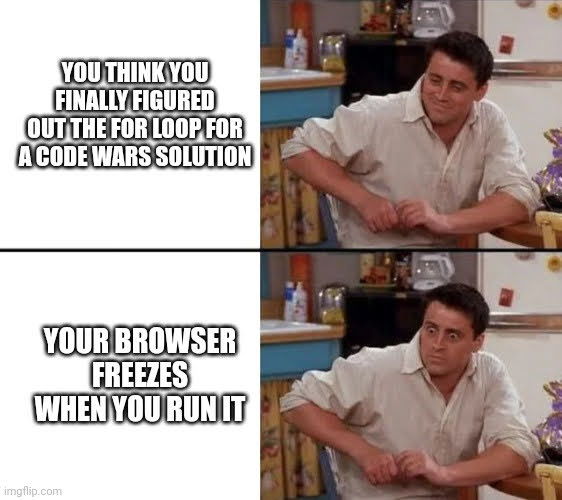 YOU THINK YOU
FINALLY FIGURED
OUT THE FOR LOOP FOR
A CODE WARS SOLUTION
YOUR BROWSER
FREEZES
WHEN YOU RUN IT
imgflip.com